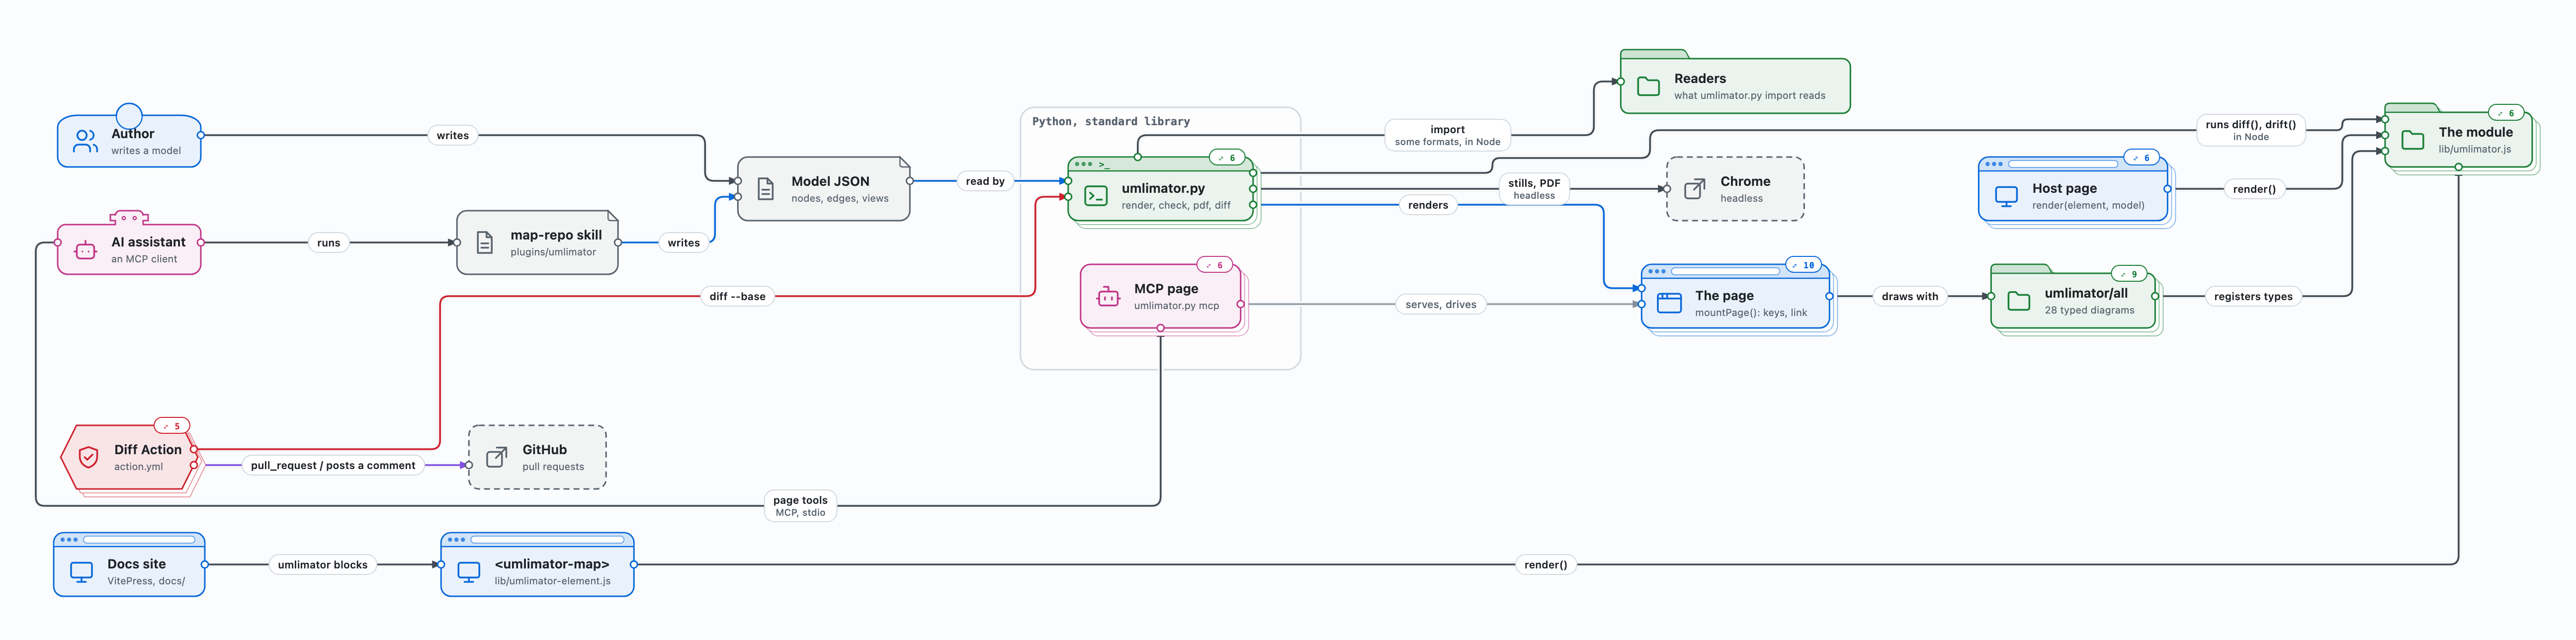 Readers
what umlimator.py import reads
Author
writes a model
writes
Python, standard library
import
some formats, in Node
runs diff(), drift()
in Node
6
The module
lib/umlimator.js
Model JSON
nodes, edges, views
read by
>_
6
umlimator.py
render, check, pdf, diff
stills, PDF
headless
renders
Chrome
headless
6
Host page
render(element, model)
render()
AI assistant
an MCP client
runs
map-repo skill
plugins/umlimator
writes
diff --base
6
MCP page
umlimator.py mcp
serves, drives
10
The page
mountPage(): keys, link
draws with
9
umlimator/all
28 typed diagrams
registers types
5
Diff Action
action.yml
pull_request / posts a comment
GitHub
pull requests
page tools
MCP, stdio
Docs site
VitePress, docs/
umlimator blocks
<umlimator-map>
lib/umlimator-element.js
render()